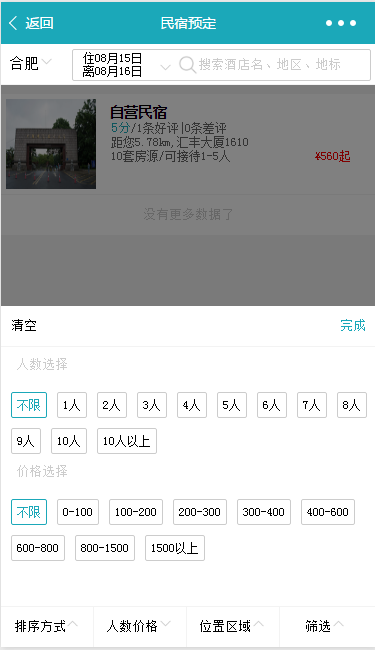 返回 民宿预定
合肥 住08月15日 离08月16日 搜索酒店名、地区、地标
自营民宿
5分/1条好评|0条差评
距您5.78km,汇丰大厦1610
10套房源/可接待1-5人 ¥560起
没有更多数据了
清空 完成
人数选择
不限 1人 2人 3人 4人 5人 6人 7人 8人
9人 10人 10人以上
价格选择
不限 0-100 100-200 200-300 300-400 400-600
600-800 800-1500 1500以上
排序方式 人数价格 位置区域 筛选